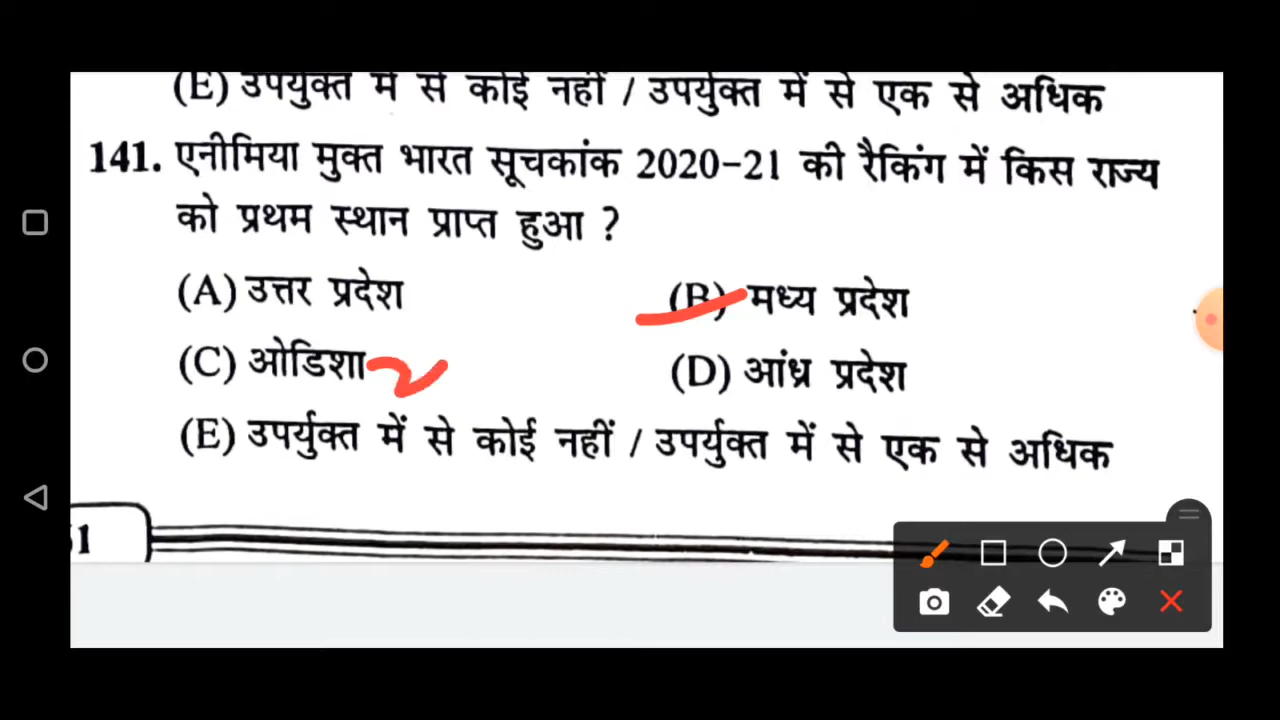 (E) उपर्युक्त में से कोई नहीं / उपर्युक्त में से एक से अधिक
141. एनीमिया मुक्त भारत सूचकांक 2020-21 की रैकिंग में किस राज्य
को प्रथम स्थान प्राप्त हुआ ?
(A) उत्तर प्रदेश (B) मध्य प्रदेश
(C) ओडिशा (D) आंध्र प्रदेश
(E) उपर्युक्त में से कोई नहीं / उपर्युक्त में से एक से अधिक